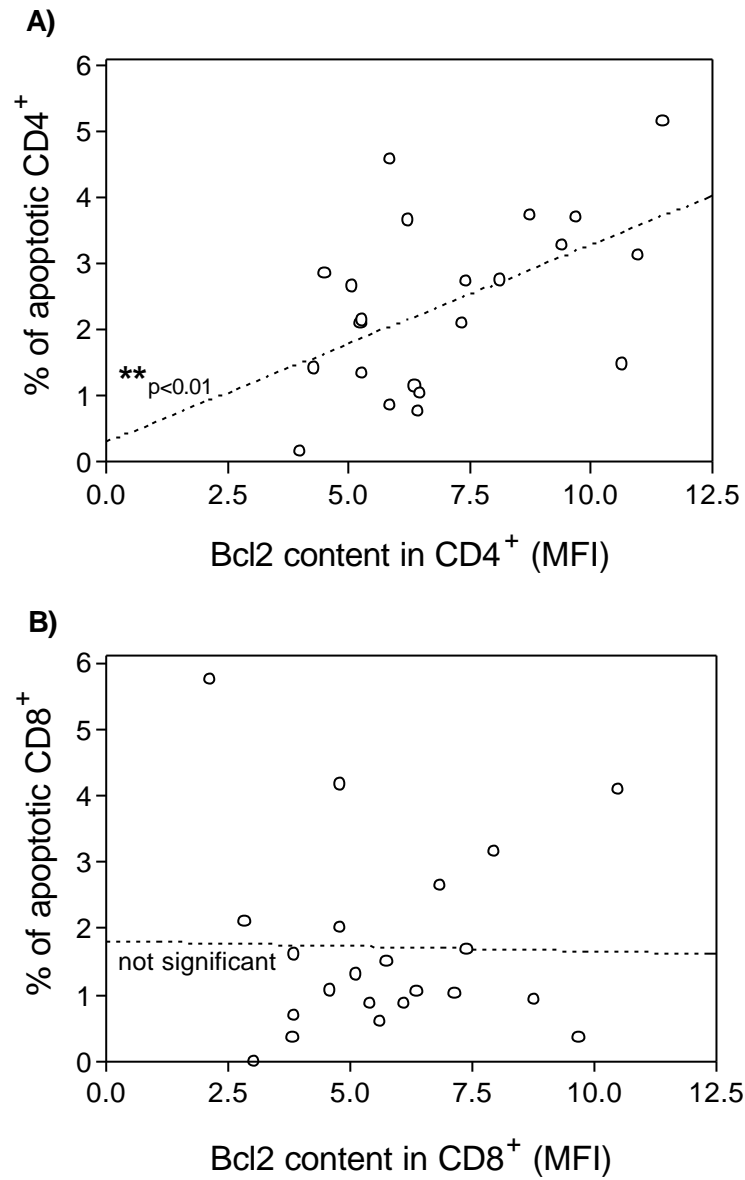 A)
% of apoptotic CD4+
6
5
4
3
2
1
0
**p<0.01
0.0 2.5 5.0 7.5 10.0 12.5
Bcl2 content in CD4+ (MFI)
B)
% of apoptotic CD8+
6
5
4
3
2
1
0
not significant
0.0 2.5 5.0 7.5 10.0 12.5
Bcl2 content in CD8+ (MFI)